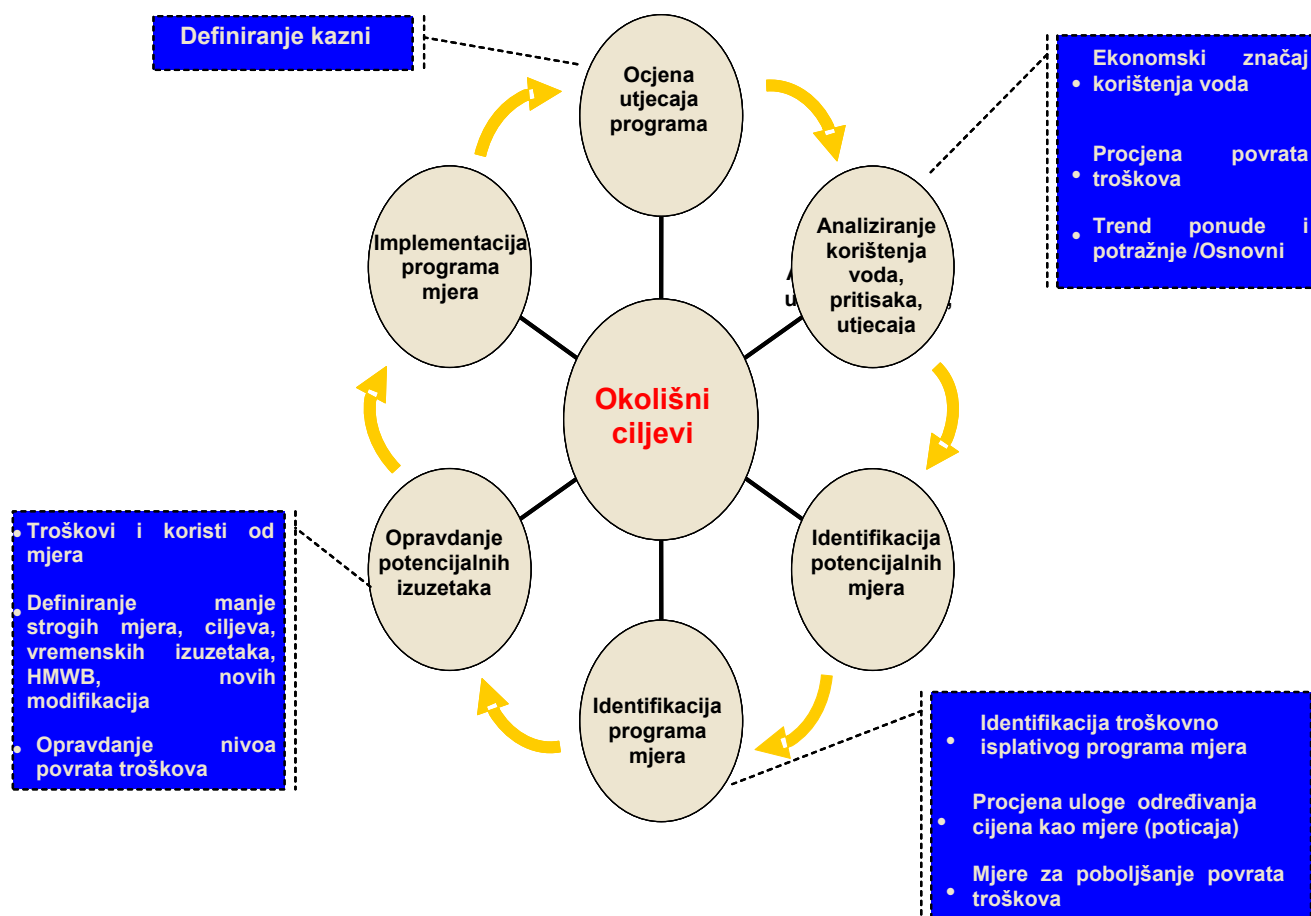 Definiranje kazni
Ocjena
utjecaja
programa
Ekonomski značaj
• korištenja voda
Procjena povrata
• troškova
• Trend ponude i
potražnje /Osnovni
Analiziranje
korištenja
voda,
pritisaka,
utjecaja
Implementacija
programa
mjera
Okolišni
ciljevi
Identifikacija
potencijalnih
mjera
Opravdanje
potencijalnih
izuzetaka
• Troškovi i koristi od
mjera
• Definiranje manje
strogih mjera, ciljeva,
vremenskih izuzetaka,
HMWB, novih
modifikacija
• Opravdanje nivoa
povrata troškova
Identifikacija
programa
mjera
Identifikacija troškovno
• isplativog programa mjera
Procjena uloge određivanja
• cijena kao mjere (poticaja)
Mjere za poboljšanje povrata
• troškova